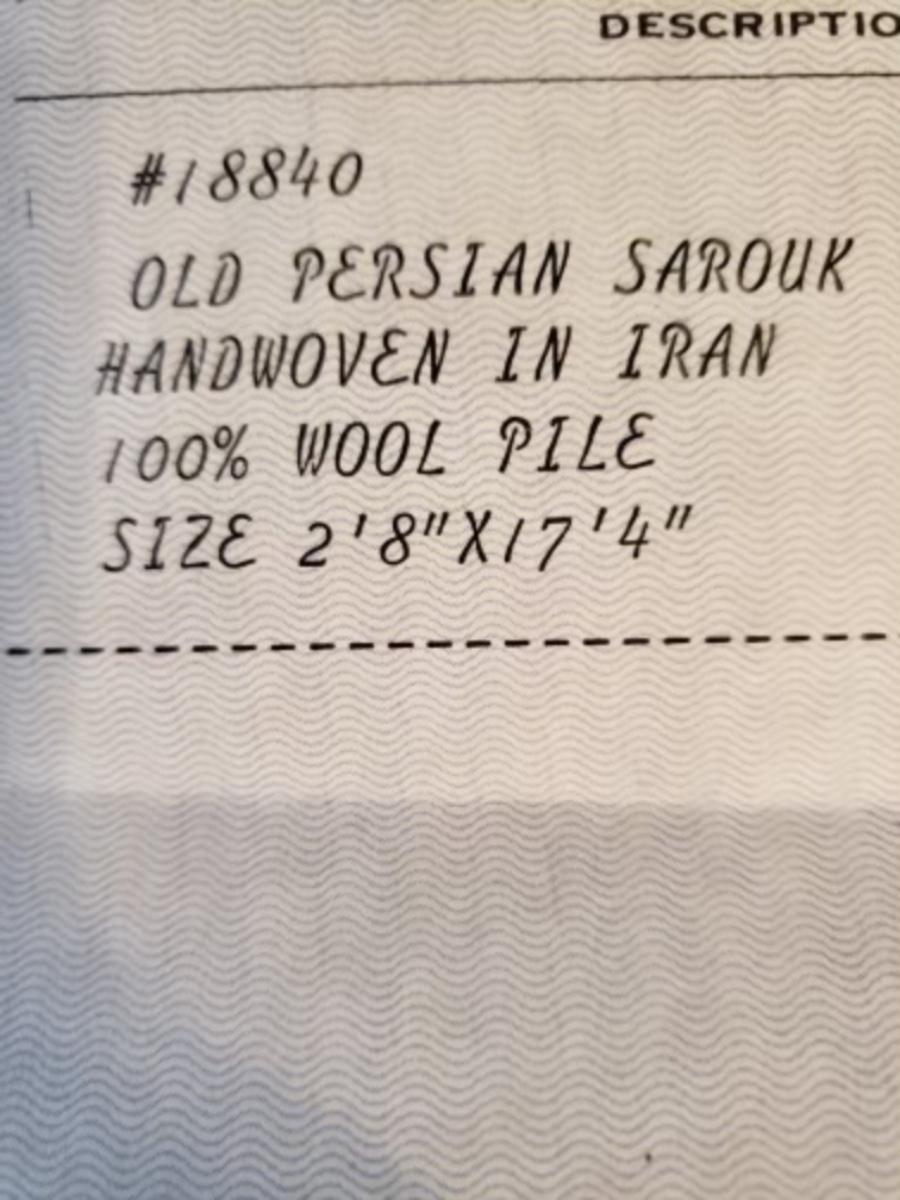 DESCRIPTIO
#18840
OLD PERSIAN SAROUK
HANDWOVEN IN IRAN
100% WOOL PILE
SIZE 2'8"X17'4"